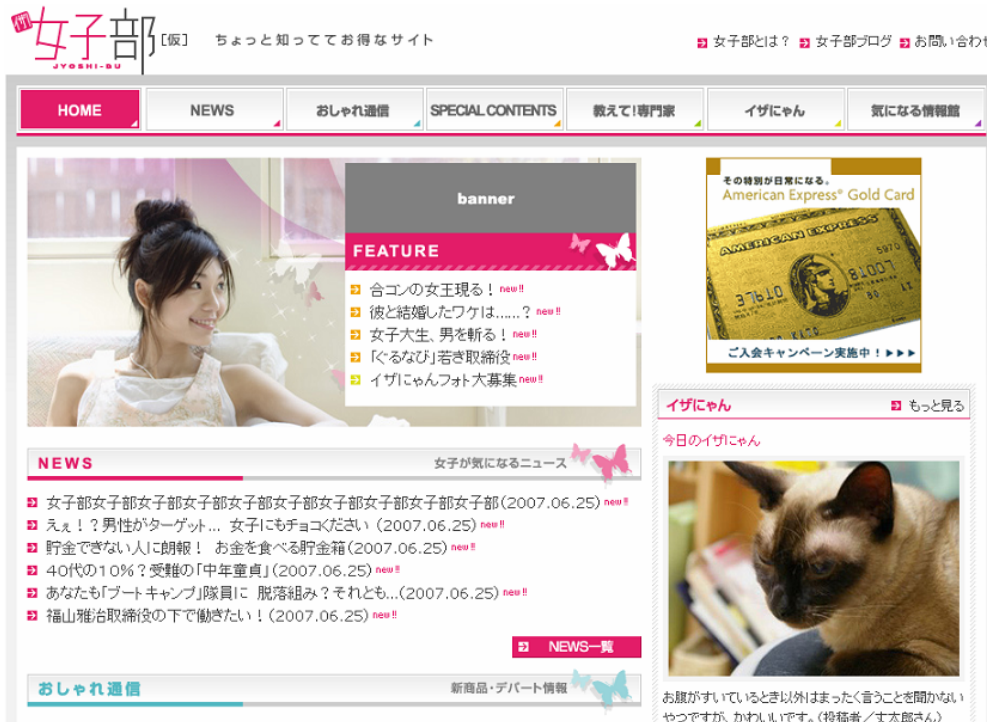 イザ
女子部[仮]
JYOSHI-BU
ちょっと知っててお得なサイト
女子部とは？ 女子部ブログ お問い合わせ
HOME
NEWS
おしゃれ通信
SPECIAL CONTENTS
教えて!専門家
イザにゃん
気になる情報館
banner
FEATURE
合コンの女王現る！new!!
彼と結婚したワケは……？new!!
女子大生、男を斬る！new!!
「ぐるなび」若き取締役new!!
イザにゃんフォト大募集new!!
その特別が日常になる。
American Express® Gold Card
AMERICAN EXPRESS
ご入会キャンペーン実施中！▶▶▶
NEWS
女子が気になるニュース
女子部女子部女子部女子部女子部女子部女子部女子部女子部女子部(2007.06.25)new!!
えぇ！？男性がターゲット... 女子にもチョコください (2007.06.25)new!!
貯金できない人に朗報！ お金を食べる貯金箱(2007.06.25)new!!
40代の10%？受難の「中年童貞」(2007.06.25)new!!
あなたも「ブートキャンプ」隊員に 脱落組み？それとも...(2007.06.25)new!!
福山雅治取締役の下で働きたい！(2007.06.25)new!!
NEWS一覧
おしゃれ通信
新商品・デパート情報
イザにゃん
もっと見る
今日のイザにゃん
お腹がすいているとき以外はまったく言うことを聞かない
やつですが、かわいいです。(投稿者／丈太郎さん)